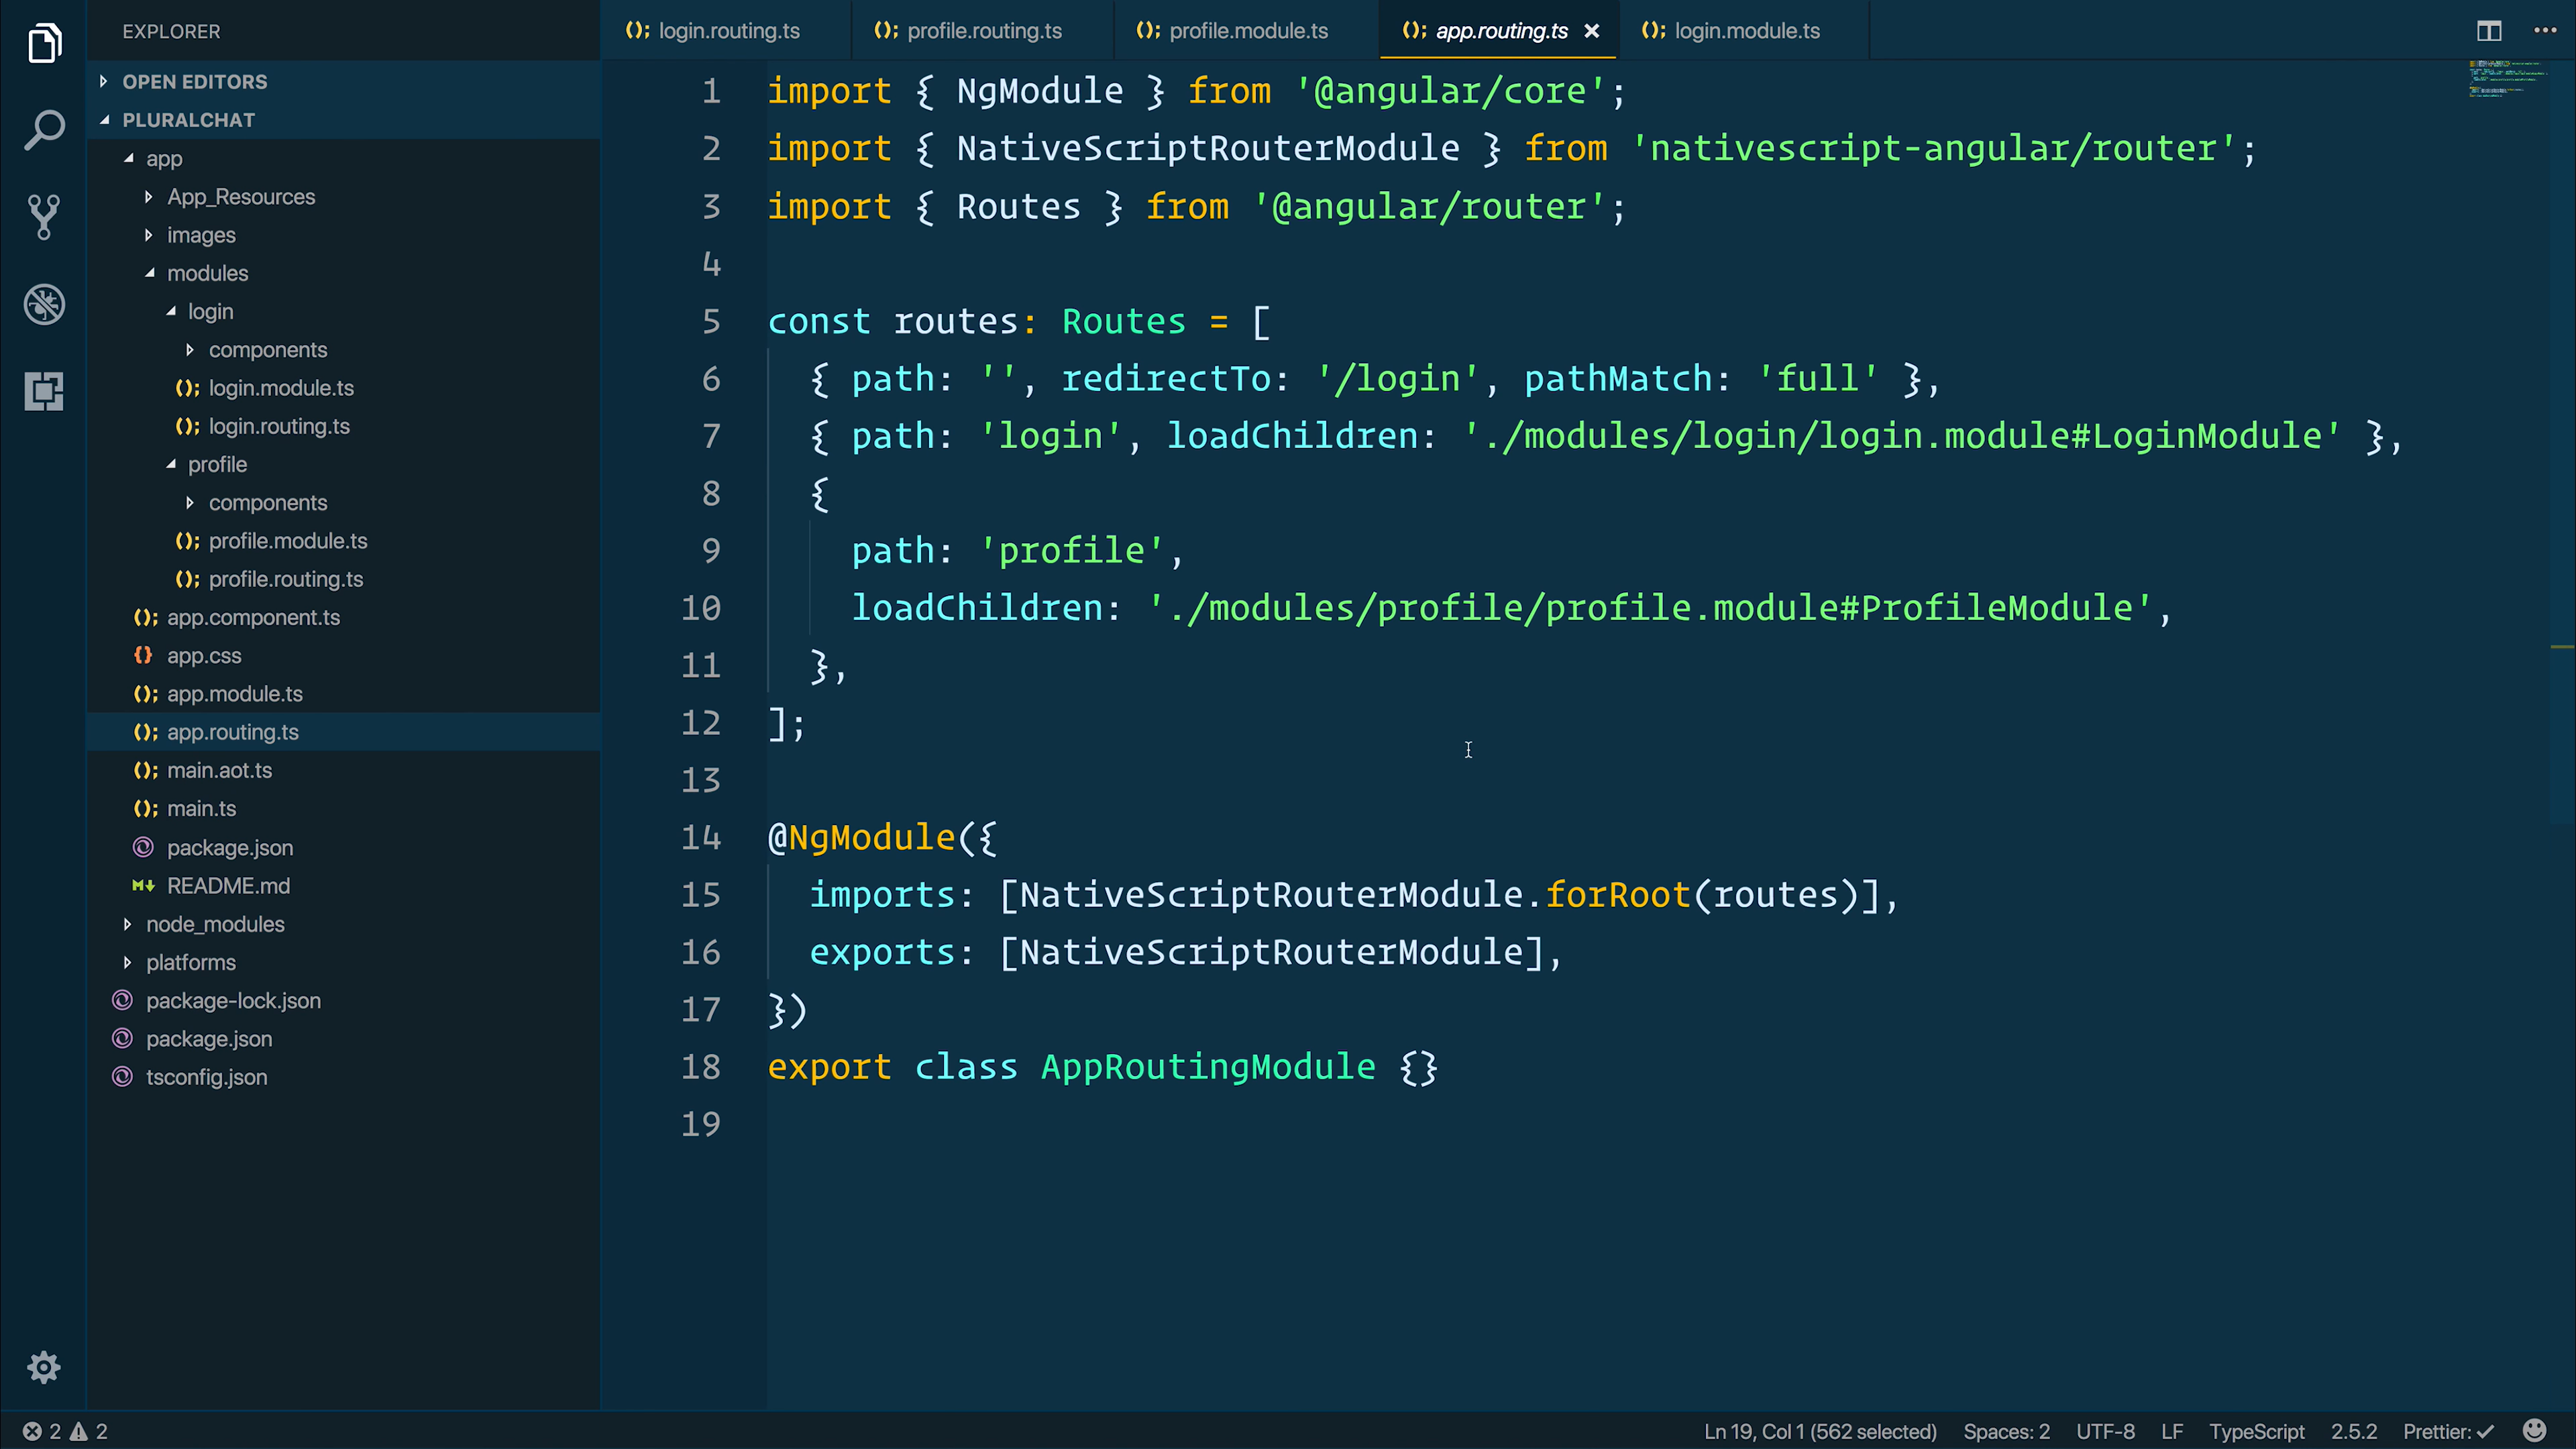 EXPLORER
OPEN EDITORS
PLURALCHAT
app
App_Resources
images
modules
login
components
login.module.ts
login.routing.ts
profile
components
profile.module.ts
profile.routing.ts
app.component.ts
app.css
app.module.ts
app.routing.ts
main.aot.ts
main.ts
package.json
README.md
node_modules
platforms
package-lock.json
package.json
tsconfig.json
login.routing.ts profile.routing.ts profile.module.ts app.routing.ts login.module.ts
1 import { NgModule } from '@angular/core';
2 import { NativeScriptRouterModule } from 'nativescript-angular/router';
3 import { Routes } from '@angular/router';
4
5 const routes: Routes = [
6 { path: '', redirectTo: '/login', pathMatch: 'full' },
7 { path: 'login', loadChildren: './modules/login/login.module#LoginModule' },
8 {
9 path: 'profile',
10 loadChildren: './modules/profile/profile.module#ProfileModule',
11 },
12 ];
13
14 @NgModule({
15 imports: [NativeScriptRouterModule.forRoot(routes)],
16 exports: [NativeScriptRouterModule],
17 })
18 export class AppRoutingModule {}
19
2 2 Ln 19, Col 1 (562 selected) Spaces: 2 UTF-8 LF TypeScript 2.5.2 Prettier: ✓